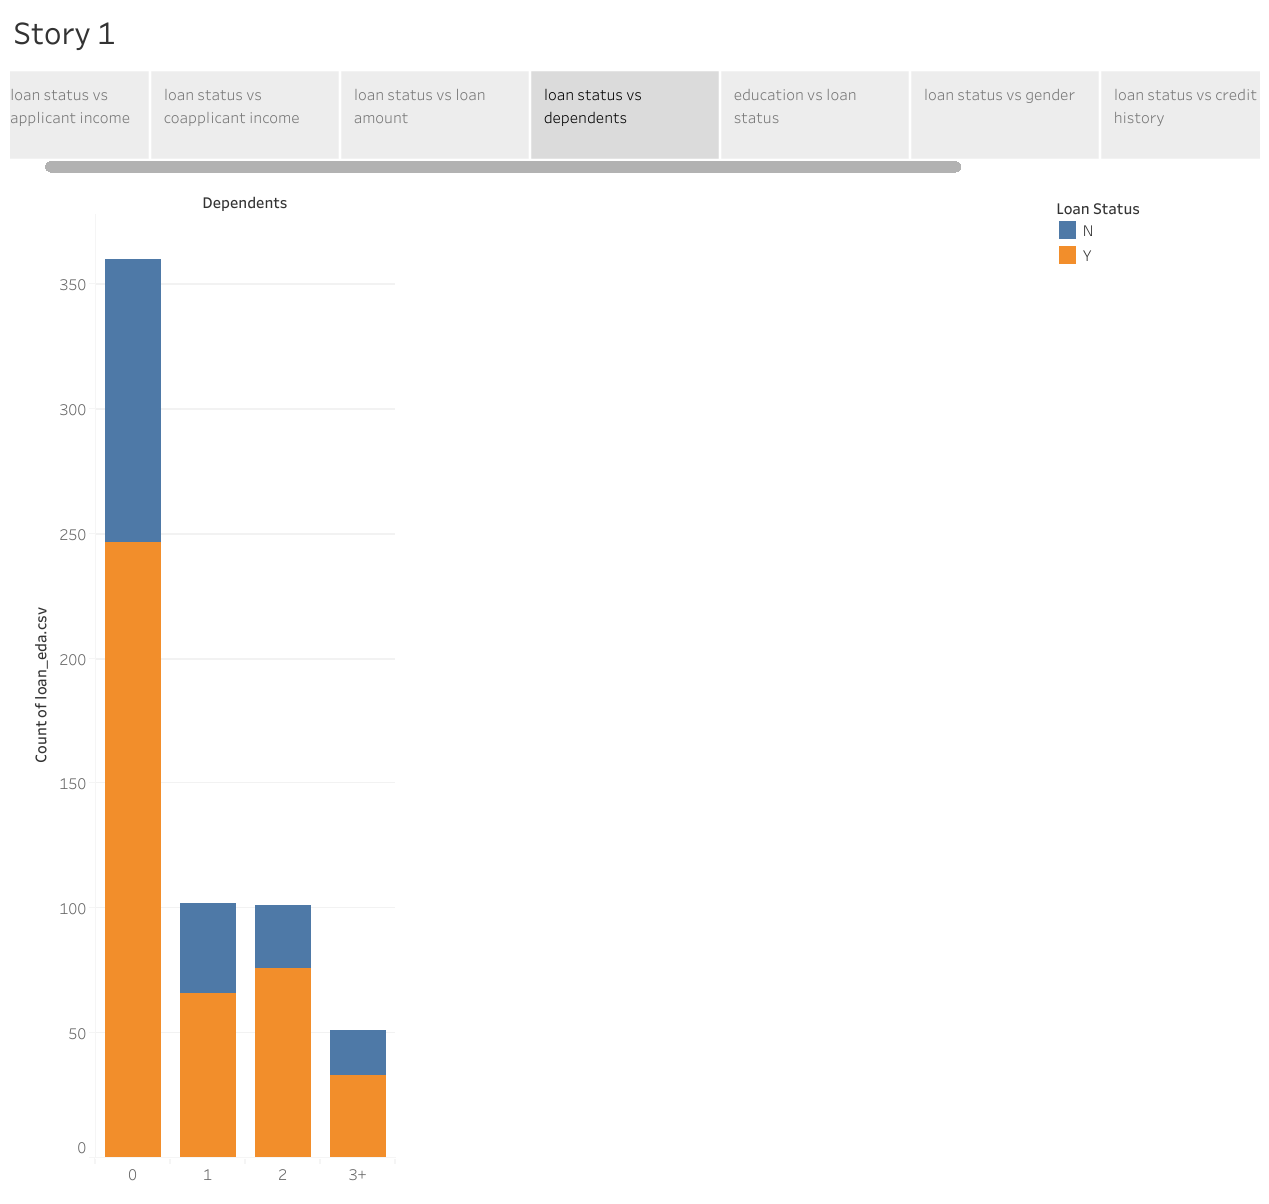 Story 1
loan status vs
applicant income
loan status vs
coapplicant income
loan status vs loan
amount
loan status vs
dependents
education vs loan
status
loan status vs gender
loan status vs credit
history
Dependents
Loan Status
N
Y
350
300
250
200
150
100
50
0
Count of loan_eda.csv
0 1 2 3+